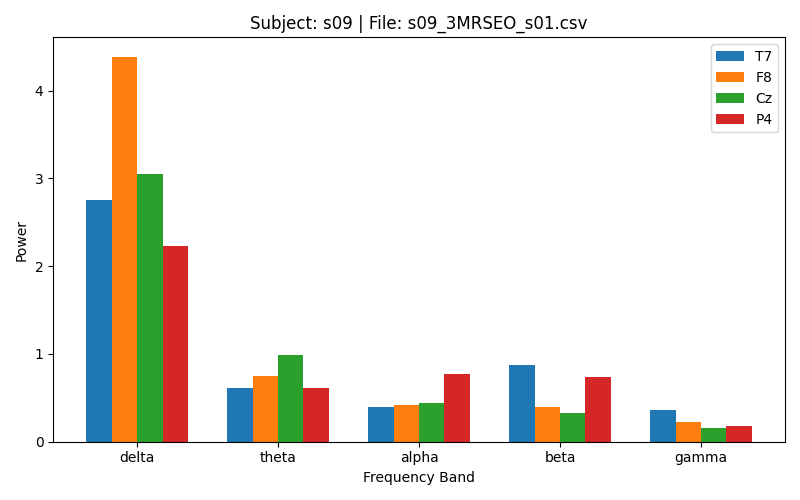 Subject: s09 | File: s09_3MRSEO_s01.csv
T7
F8
Cz
P4
Power
4
3
2
1
0
delta theta alpha beta gamma
Frequency Band